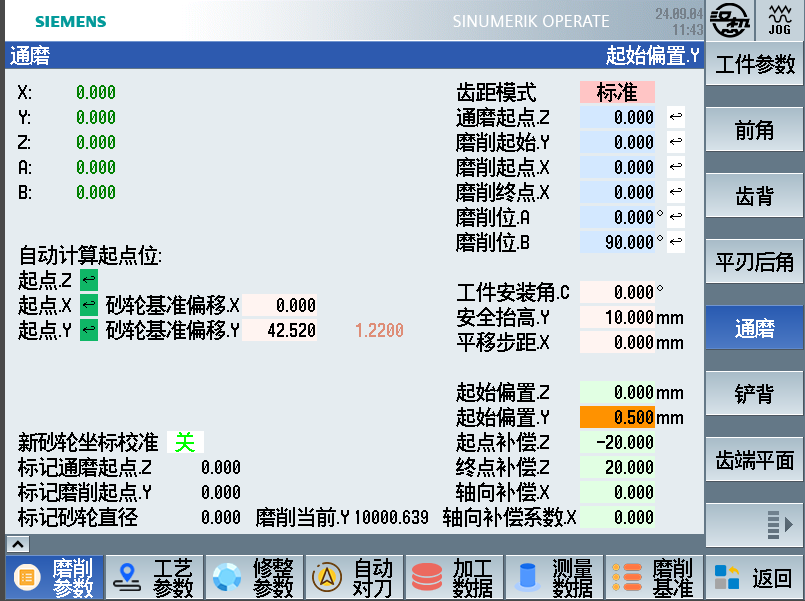 SIEMENS
SINUMERIK OPERATE
24.09.04
11:43
汉机
JOG
通磨
起始偏置.Y
X: 0.000
Y: 0.000
Z: 0.000
A: 0.000
B: 0.000
自动计算起点位:
起点.Z
起点.X 砂轮基准偏移.X 0.000
起点.Y 砂轮基准偏移.Y 42.520 1.2200
新砂轮坐标校准 关
标记通磨起点.Z 0.000
标记磨削起点.Y 0.000
标记砂轮直径 0.000 磨削当前.Y 10000.639
齿距模式 标准
通磨起点.Z 0.000
磨削起始.Y 0.000
磨削起点.X 0.000
磨削终点.X 0.000
磨削位.A 0.000°
磨削位.B 90.000°
工件安装角.C 0.000°
安全抬高.Y 10.000mm
平移步距.X 0.000mm
起始偏置.Z 0.000mm
起始偏置.Y 0.500mm
起点补偿.Z -20.000
终点补偿.Z 20.000
轴向补偿.X 0.000
轴向补偿系数.X 0.000
工件参数
前角
齿背
平刃后角
通磨
铲背
齿端平面
磨削
参数
工艺
参数
修整
参数
自动
对刀
加工
数据
测量
数据
磨削
基准
返回